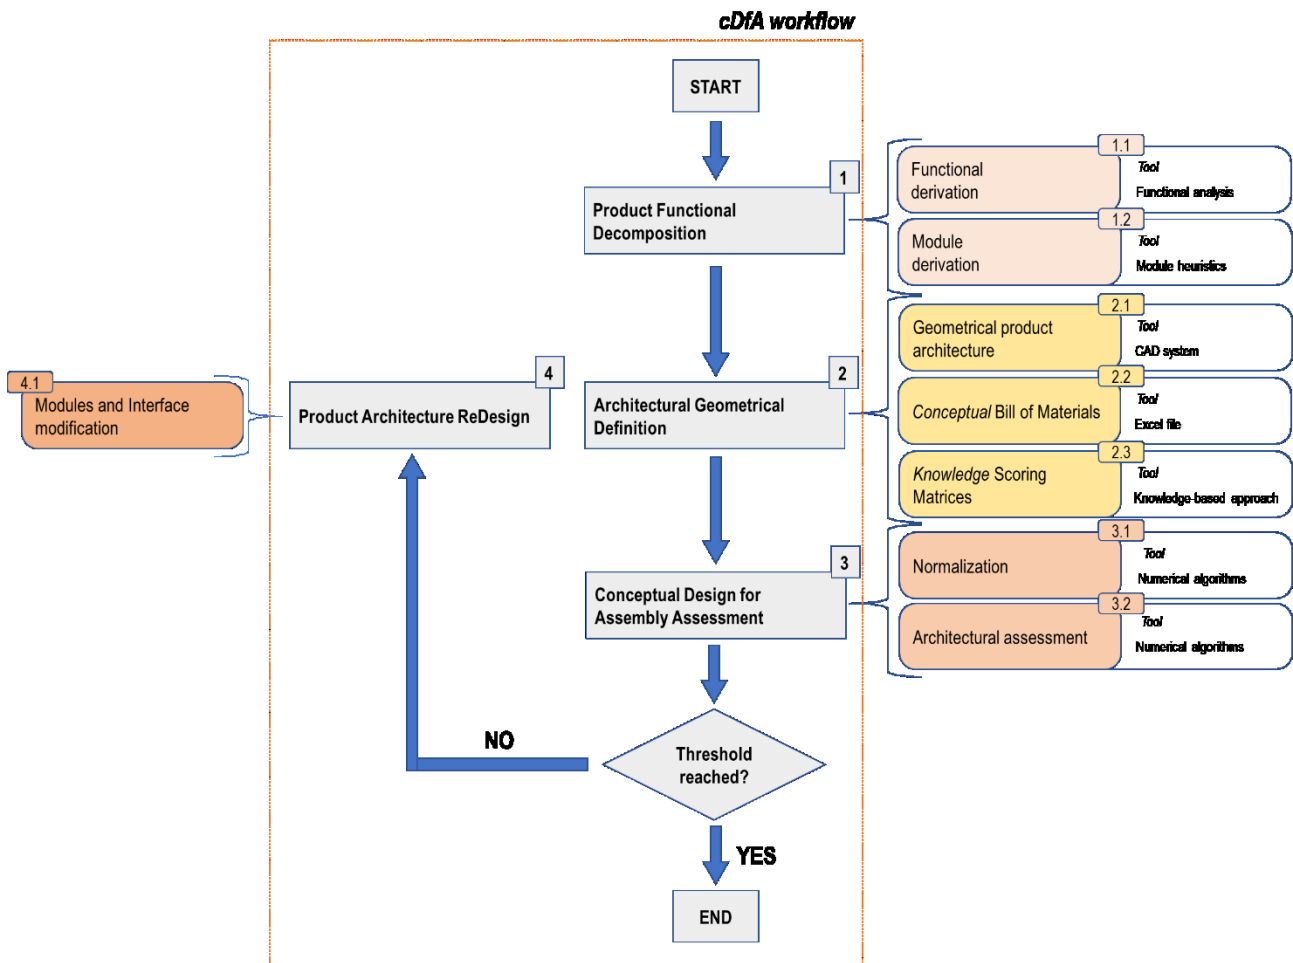 cDfA workflow
START
1
Product Functional
Decomposition
1.1
Functional
derivation
Tool
Functional analysis
1.2
Module
derivation
Tool
Module heuristics
2.1
Geometrical product
architecture
Tool
CAD system
2.2
Conceptual Bill of Materials
Tool
Excel file
2.3
Knowledge Scoring
Matrices
Tool
Knowledge-based approach
4.1
Modules and Interface
modification
4
Product Architecture ReDesign
2
Architectural Geometrical
Definition
3
Conceptual Design for
Assembly Assessment
3.1
Normalization
Tool
Numerical algorithms
3.2
Architectural assessment
Tool
Numerical algorithms
NO
Threshold
reached?
YES
END